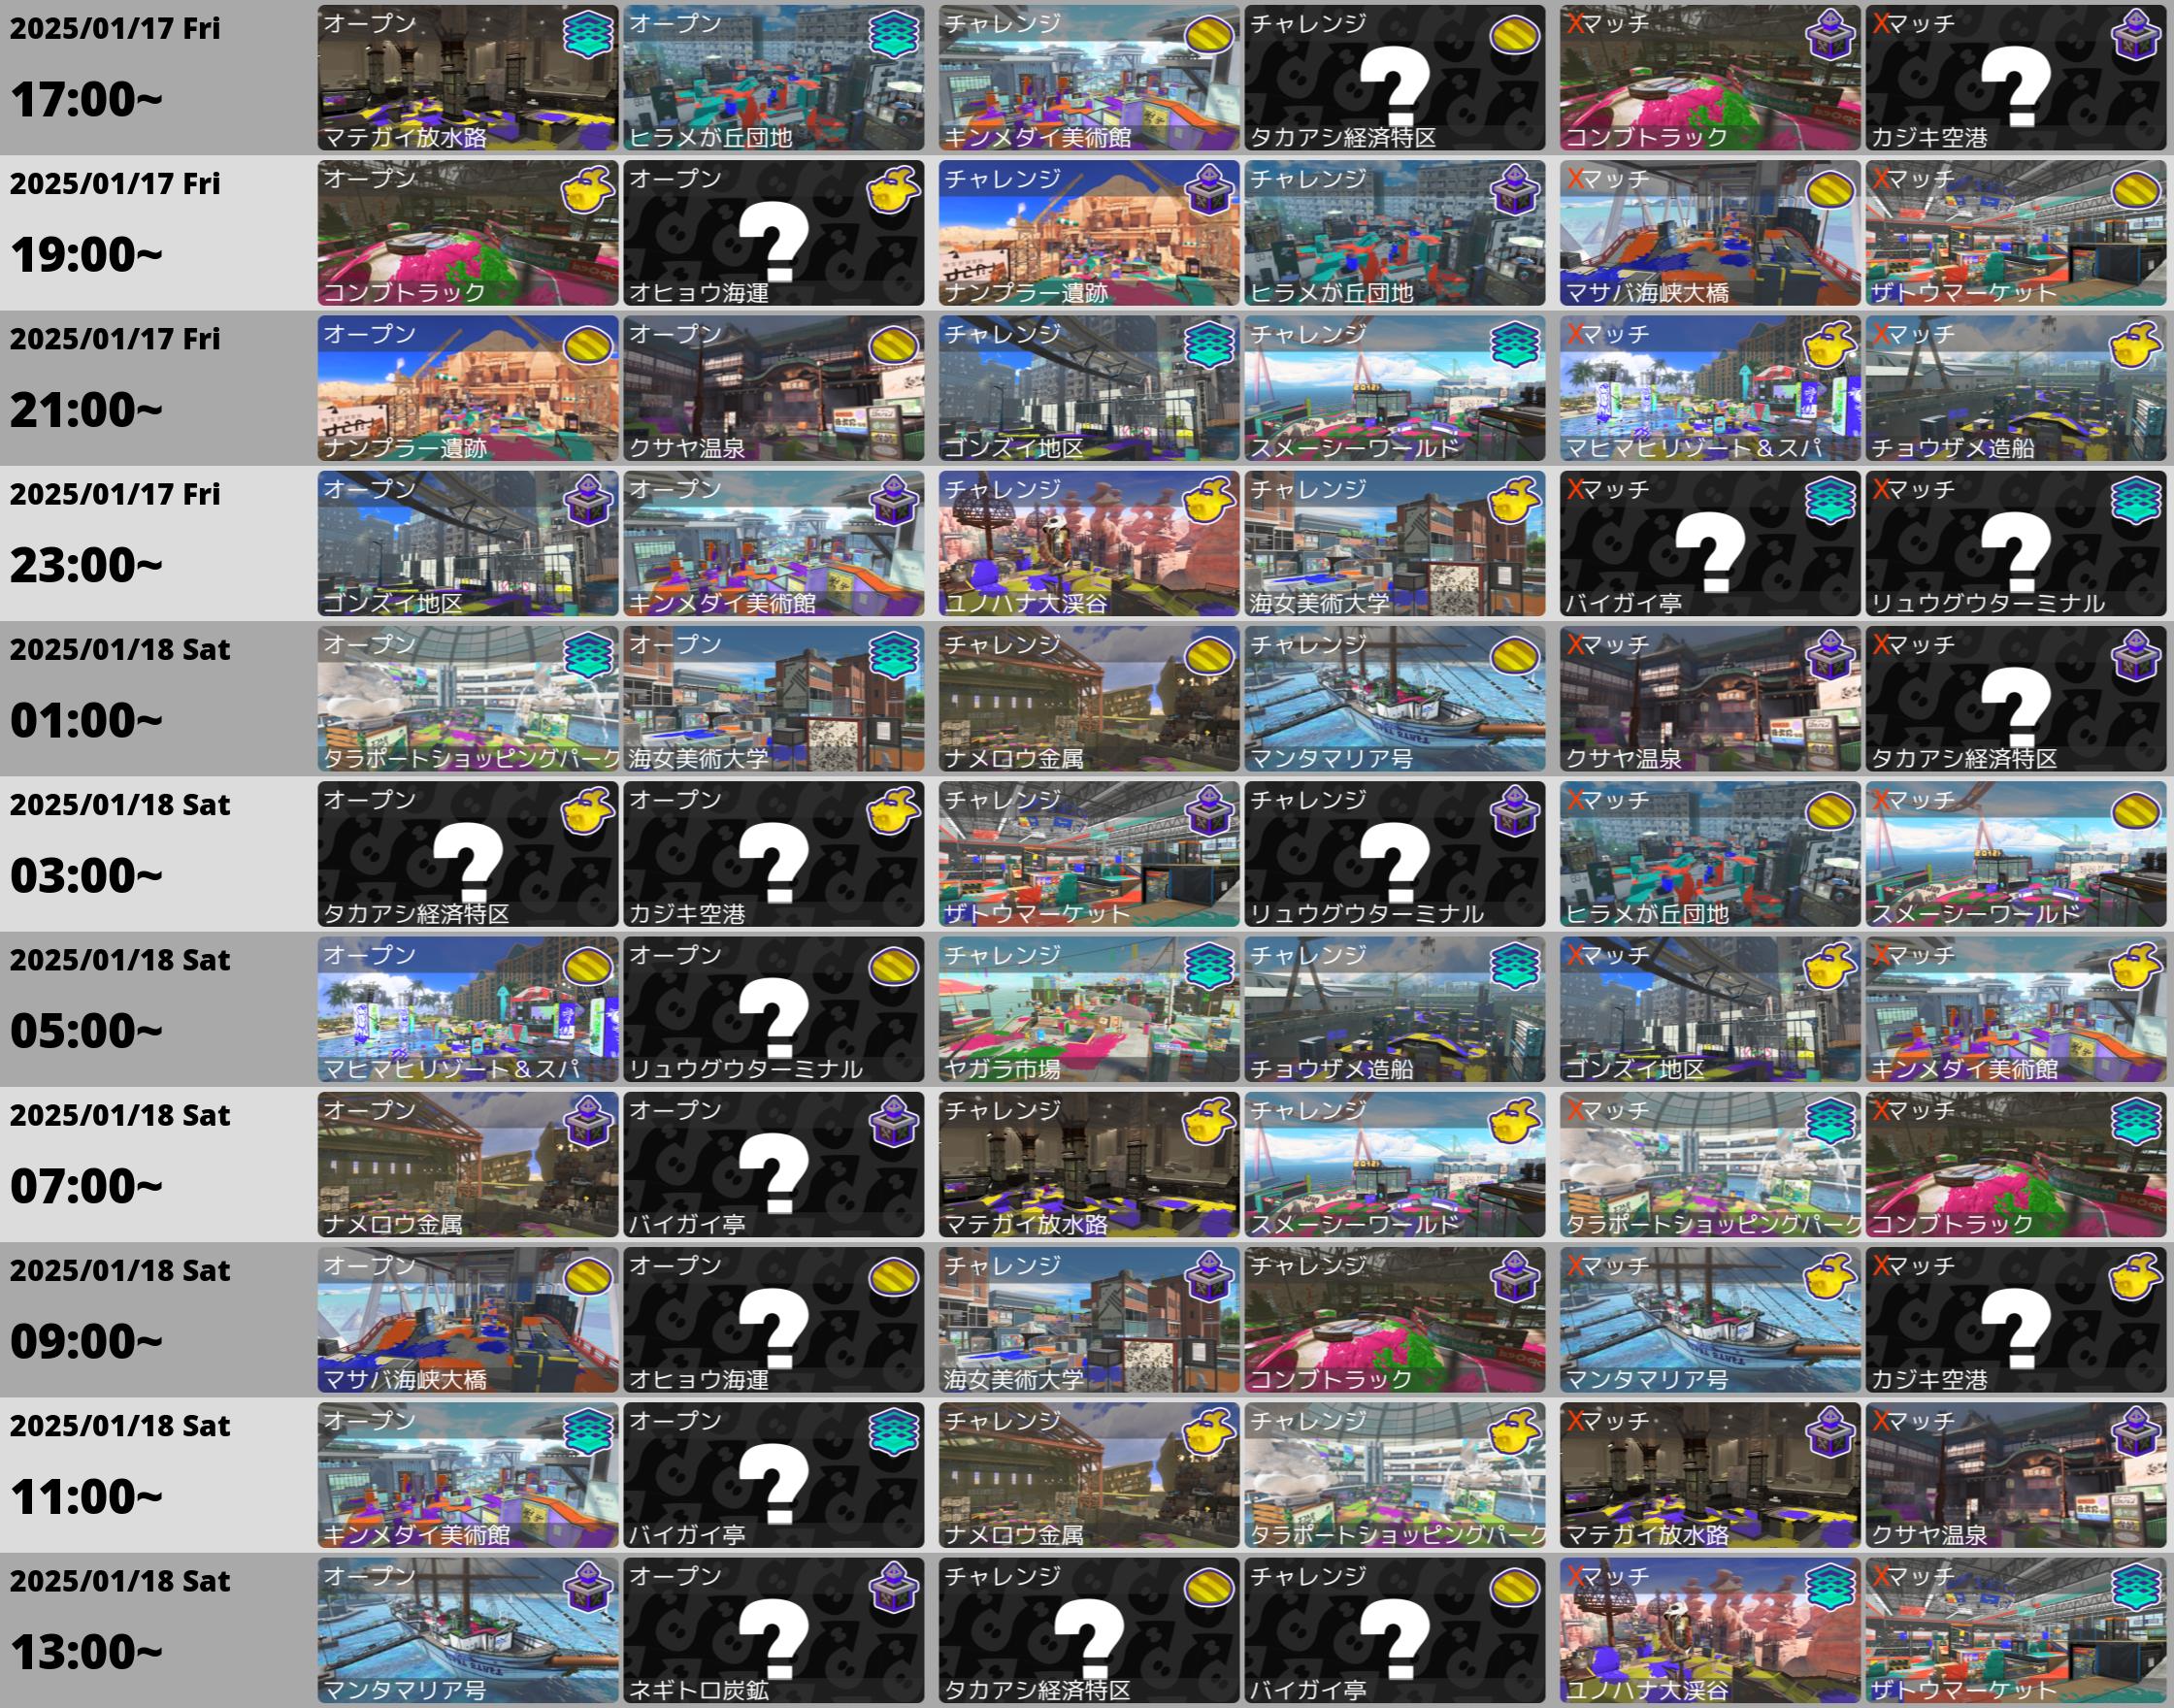 2025/01/17 Fri
17:00~
オープン
マテガイ放水路
オープン
ヒラメが丘団地
チャレンジ
キンメダイ美術館
チャレンジ
?
タカアシ経済特区
Xマッチ
コンブトラック
Xマッチ
?
カジキ空港
2025/01/17 Fri
19:00~
オープン
コンブトラック
オープン
?
オヒョウ海運
チャレンジ
ナンプラー遺跡
チャレンジ
ヒラメが丘団地
Xマッチ
マサバ海峡大橋
Xマッチ
ザトウマーケット
2025/01/17 Fri
21:00~
オープン
ナンプラー遺跡
オープン
クサヤ温泉
チャレンジ
ゴンズイ地区
チャレンジ
スメーシーワールド
Xマッチ
マヒマヒリゾート&スパ
Xマッチ
チョウザメ造船
2025/01/17 Fri
23:00~
オープン
ゴンズイ地区
オープン
キンメダイ美術館
チャレンジ
ユノハナ大渓谷
チャレンジ
海女美術大学
Xマッチ
?
バイガイ亭
Xマッチ
?
リュウグウターミナル
2025/01/18 Sat
01:00~
オープン
タラポートショッピングパーク
オープン
海女美術大学
チャレンジ
ナメロウ金属
チャレンジ
マンタマリア号
Xマッチ
クサヤ温泉
Xマッチ
?
タカアシ経済特区
2025/01/18 Sat
03:00~
オープン
?
タカアシ経済特区
オープン
?
カジキ空港
チャレンジ
ザトウマーケット
チャレンジ
?
リュウグウターミナル
Xマッチ
ヒラメが丘団地
Xマッチ
スメーシーワールド
2025/01/18 Sat
05:00~
オープン
マヒマヒリゾート&スパ
オープン
?
リュウグウターミナル
チャレンジ
ヤガラ市場
チャレンジ
チョウザメ造船
Xマッチ
ゴンズイ地区
Xマッチ
キンメダイ美術館
2025/01/18 Sat
07:00~
オープン
ナメロウ金属
オープン
?
バイガイ亭
チャレンジ
マテガイ放水路
チャレンジ
スメーシーワールド
Xマッチ
タラポートショッピングパーク
Xマッチ
コンブトラック
2025/01/18 Sat
09:00~
オープン
マサバ海峡大橋
オープン
?
オヒョウ海運
チャレンジ
海女美術大学
チャレンジ
コンブトラック
Xマッチ
マンタマリア号
Xマッチ
?
カジキ空港
2025/01/18 Sat
11:00~
オープン
キンメダイ美術館
オープン
?
バイガイ亭
チャレンジ
ナメロウ金属
チャレンジ
タラポートショッピングパーク
Xマッチ
マテガイ放水路
Xマッチ
クサヤ温泉
2025/01/18 Sat
13:00~
オープン
マンタマリア号
オープン
?
ネギトロ炭鉱
チャレンジ
?
タカアシ経済特区
チャレンジ
?
バイガイ亭
Xマッチ
ユノハナ大渓谷
Xマッチ
ザトウマーケット